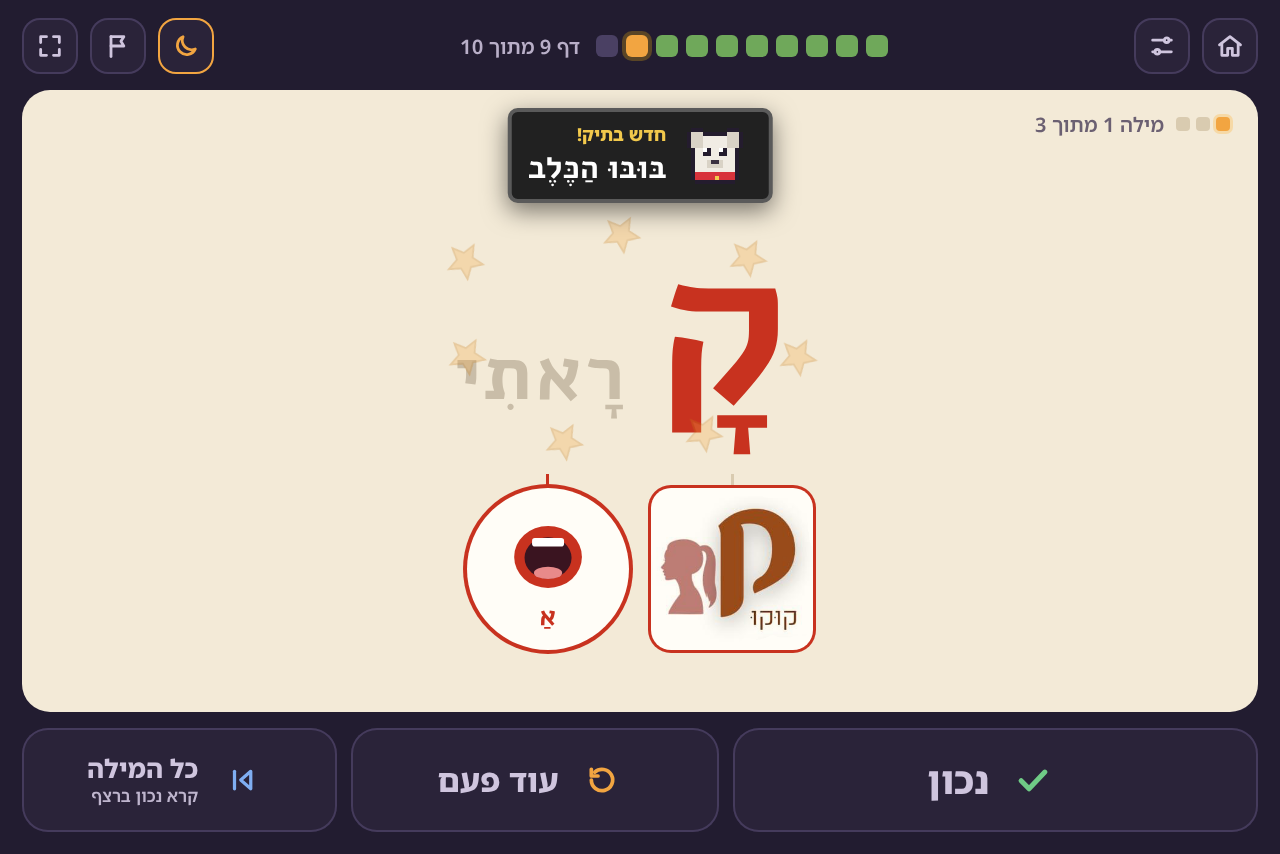 דף 9 מתוך 10
מילה 1 מתוך 3
חדש בתיק!
בּוּבּוּ הַכֶּלֶב
קָ
רָאתִי
ק
קוּקוּ
אַ
נכון
עוד פעם
כל המילה
קרא נכון ברצף